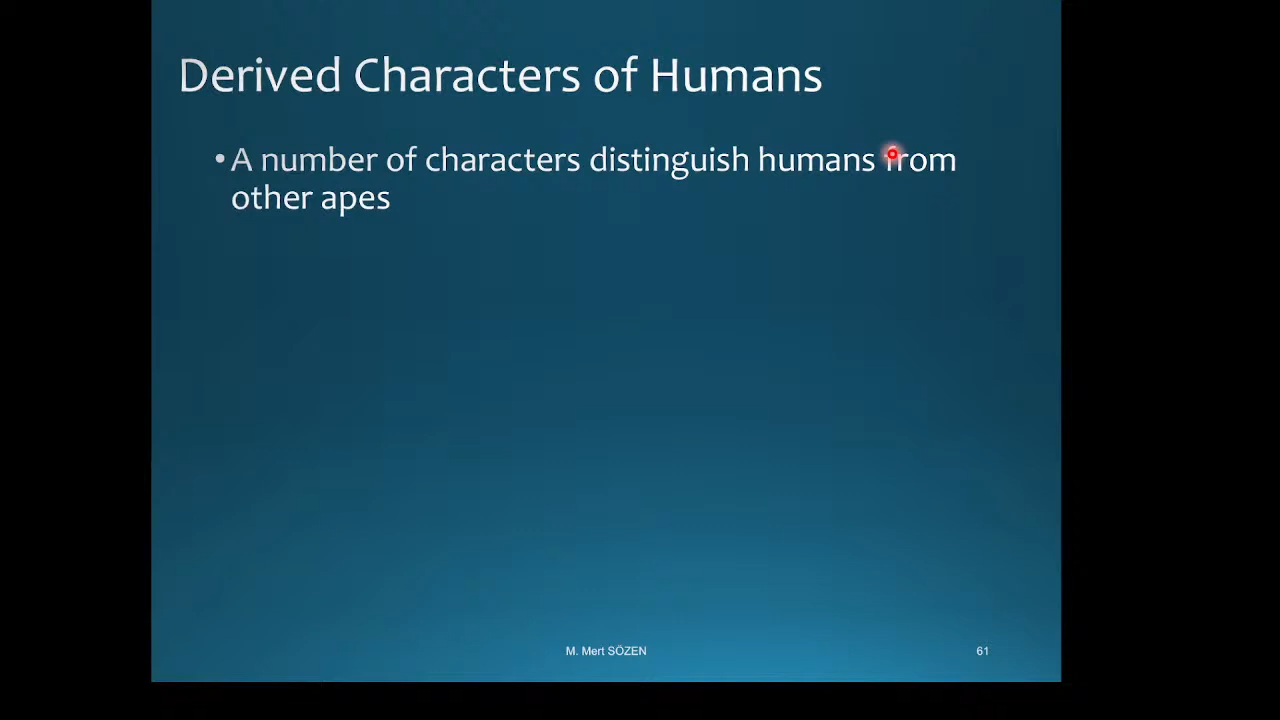 Derived Characters of Humans
•A number of characters distinguish humans from
other apes
M. Mert SÖZEN
61